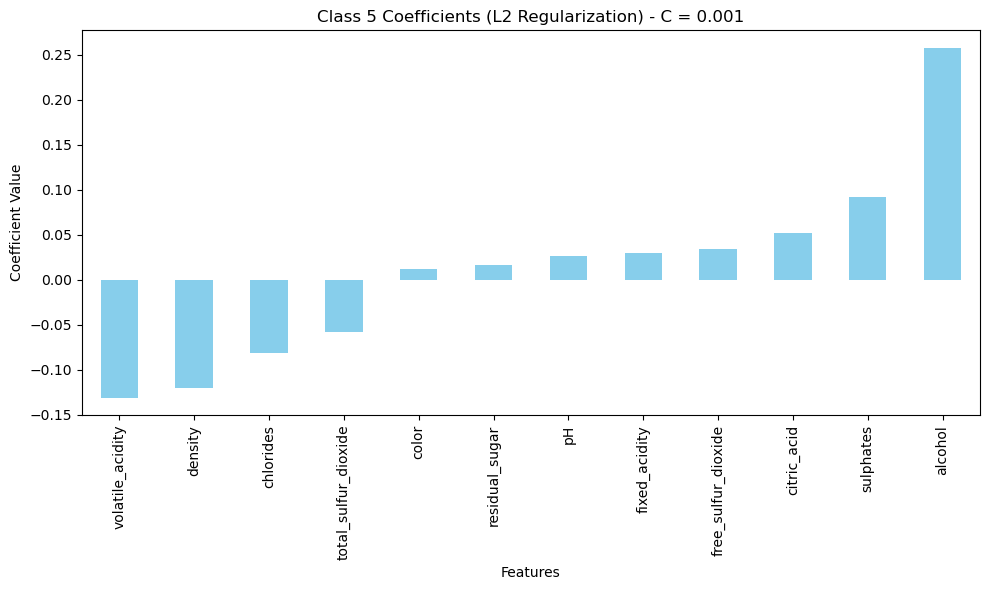 Class 5 Coefficients (L2 Regularization) - C = 0.001
Coefficient Value
0.25
0.20
0.15
0.10
0.05
0.00
−0.05
−0.10
−0.15
volatile_acidity
density
chlorides
total_sulfur_dioxide
color
residual_sugar
pH
fixed_acidity
free_sulfur_dioxide
citric_acid
sulphates
alcohol
Features